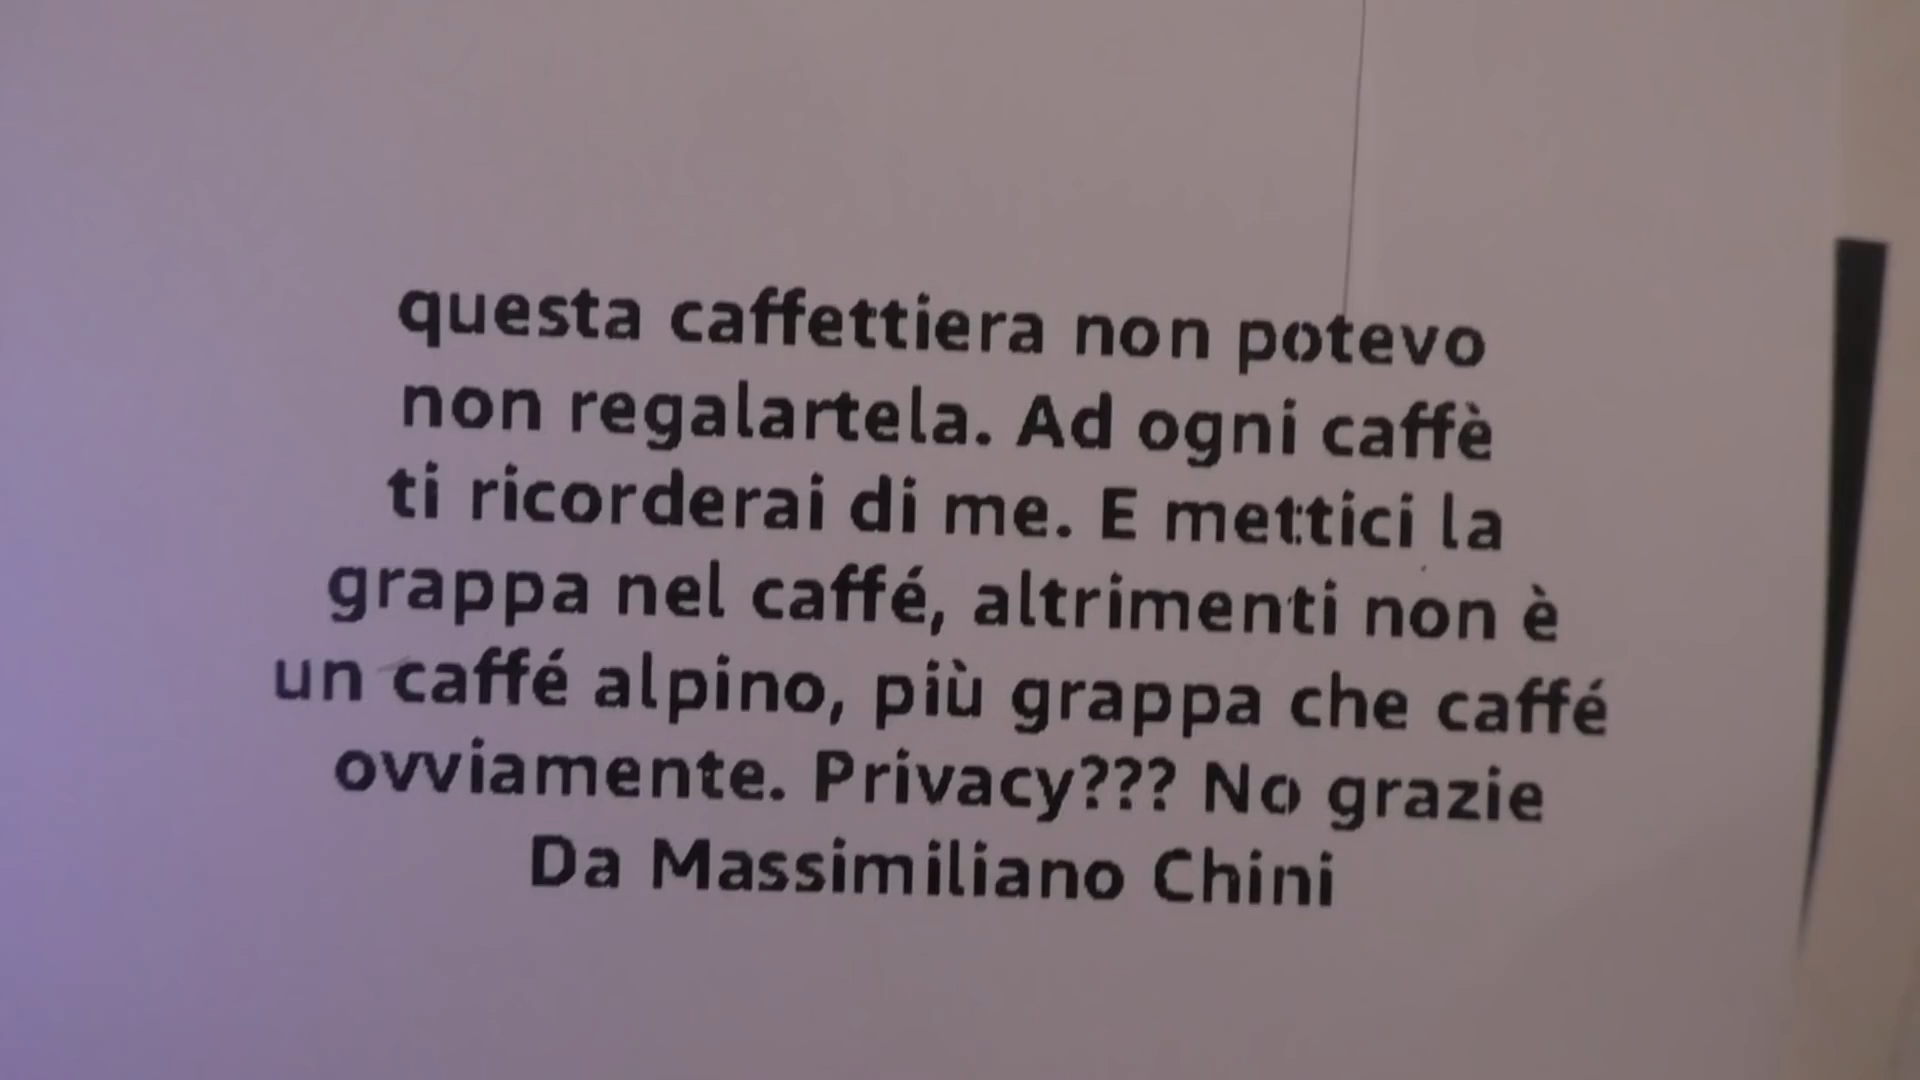 questa caffettiera non potevo
non regalartela. Ad ogni caffè
ti ricorderai di me. E mettici la
grappa nel caffé, altrimenti non è
un caffé alpino, più grappa che caffé
ovviamente. Privacy??? No grazie
Da Massimiliano Chini